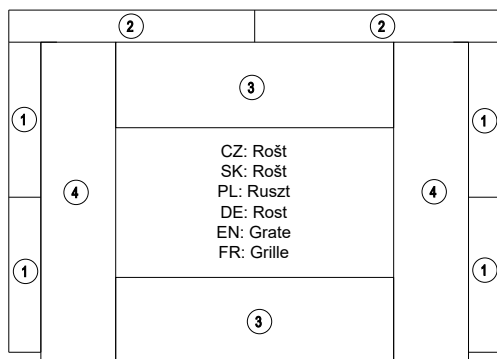 2 2
3
1 1
CZ: Rošt
SK: Rošt
4 PL: Ruszt 4
DE: Rost
EN: Grate
FR: Grille
1 1
3